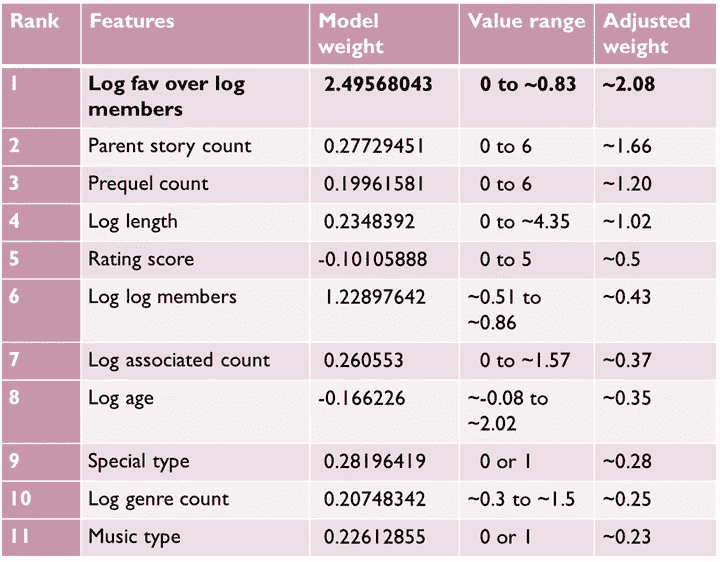 Rank Features Model weight Value range Adjusted weight
1 Log fav over log members 2.49568043 0 to ~0.83 ~2.08
2 Parent story count 0.27729451 0 to 6 ~1.66
3 Prequel count 0.19961581 0 to 6 ~1.20
4 Log length 0.2348392 0 to ~4.35 ~1.02
5 Rating score -0.10105888 0 to 5 ~0.5
6 Log log members 1.22897642 ~0.51 to ~0.86 ~0.43
7 Log associated count 0.260553 0 to ~1.57 ~0.37
8 Log age -0.166226 ~-0.08 to ~2.02 ~0.35
9 Special type 0.28196419 0 or 1 ~0.28
10 Log genre count 0.20748342 ~0.3 to ~1.5 ~0.25
11 Music type 0.22612855 0 or 1 ~0.23